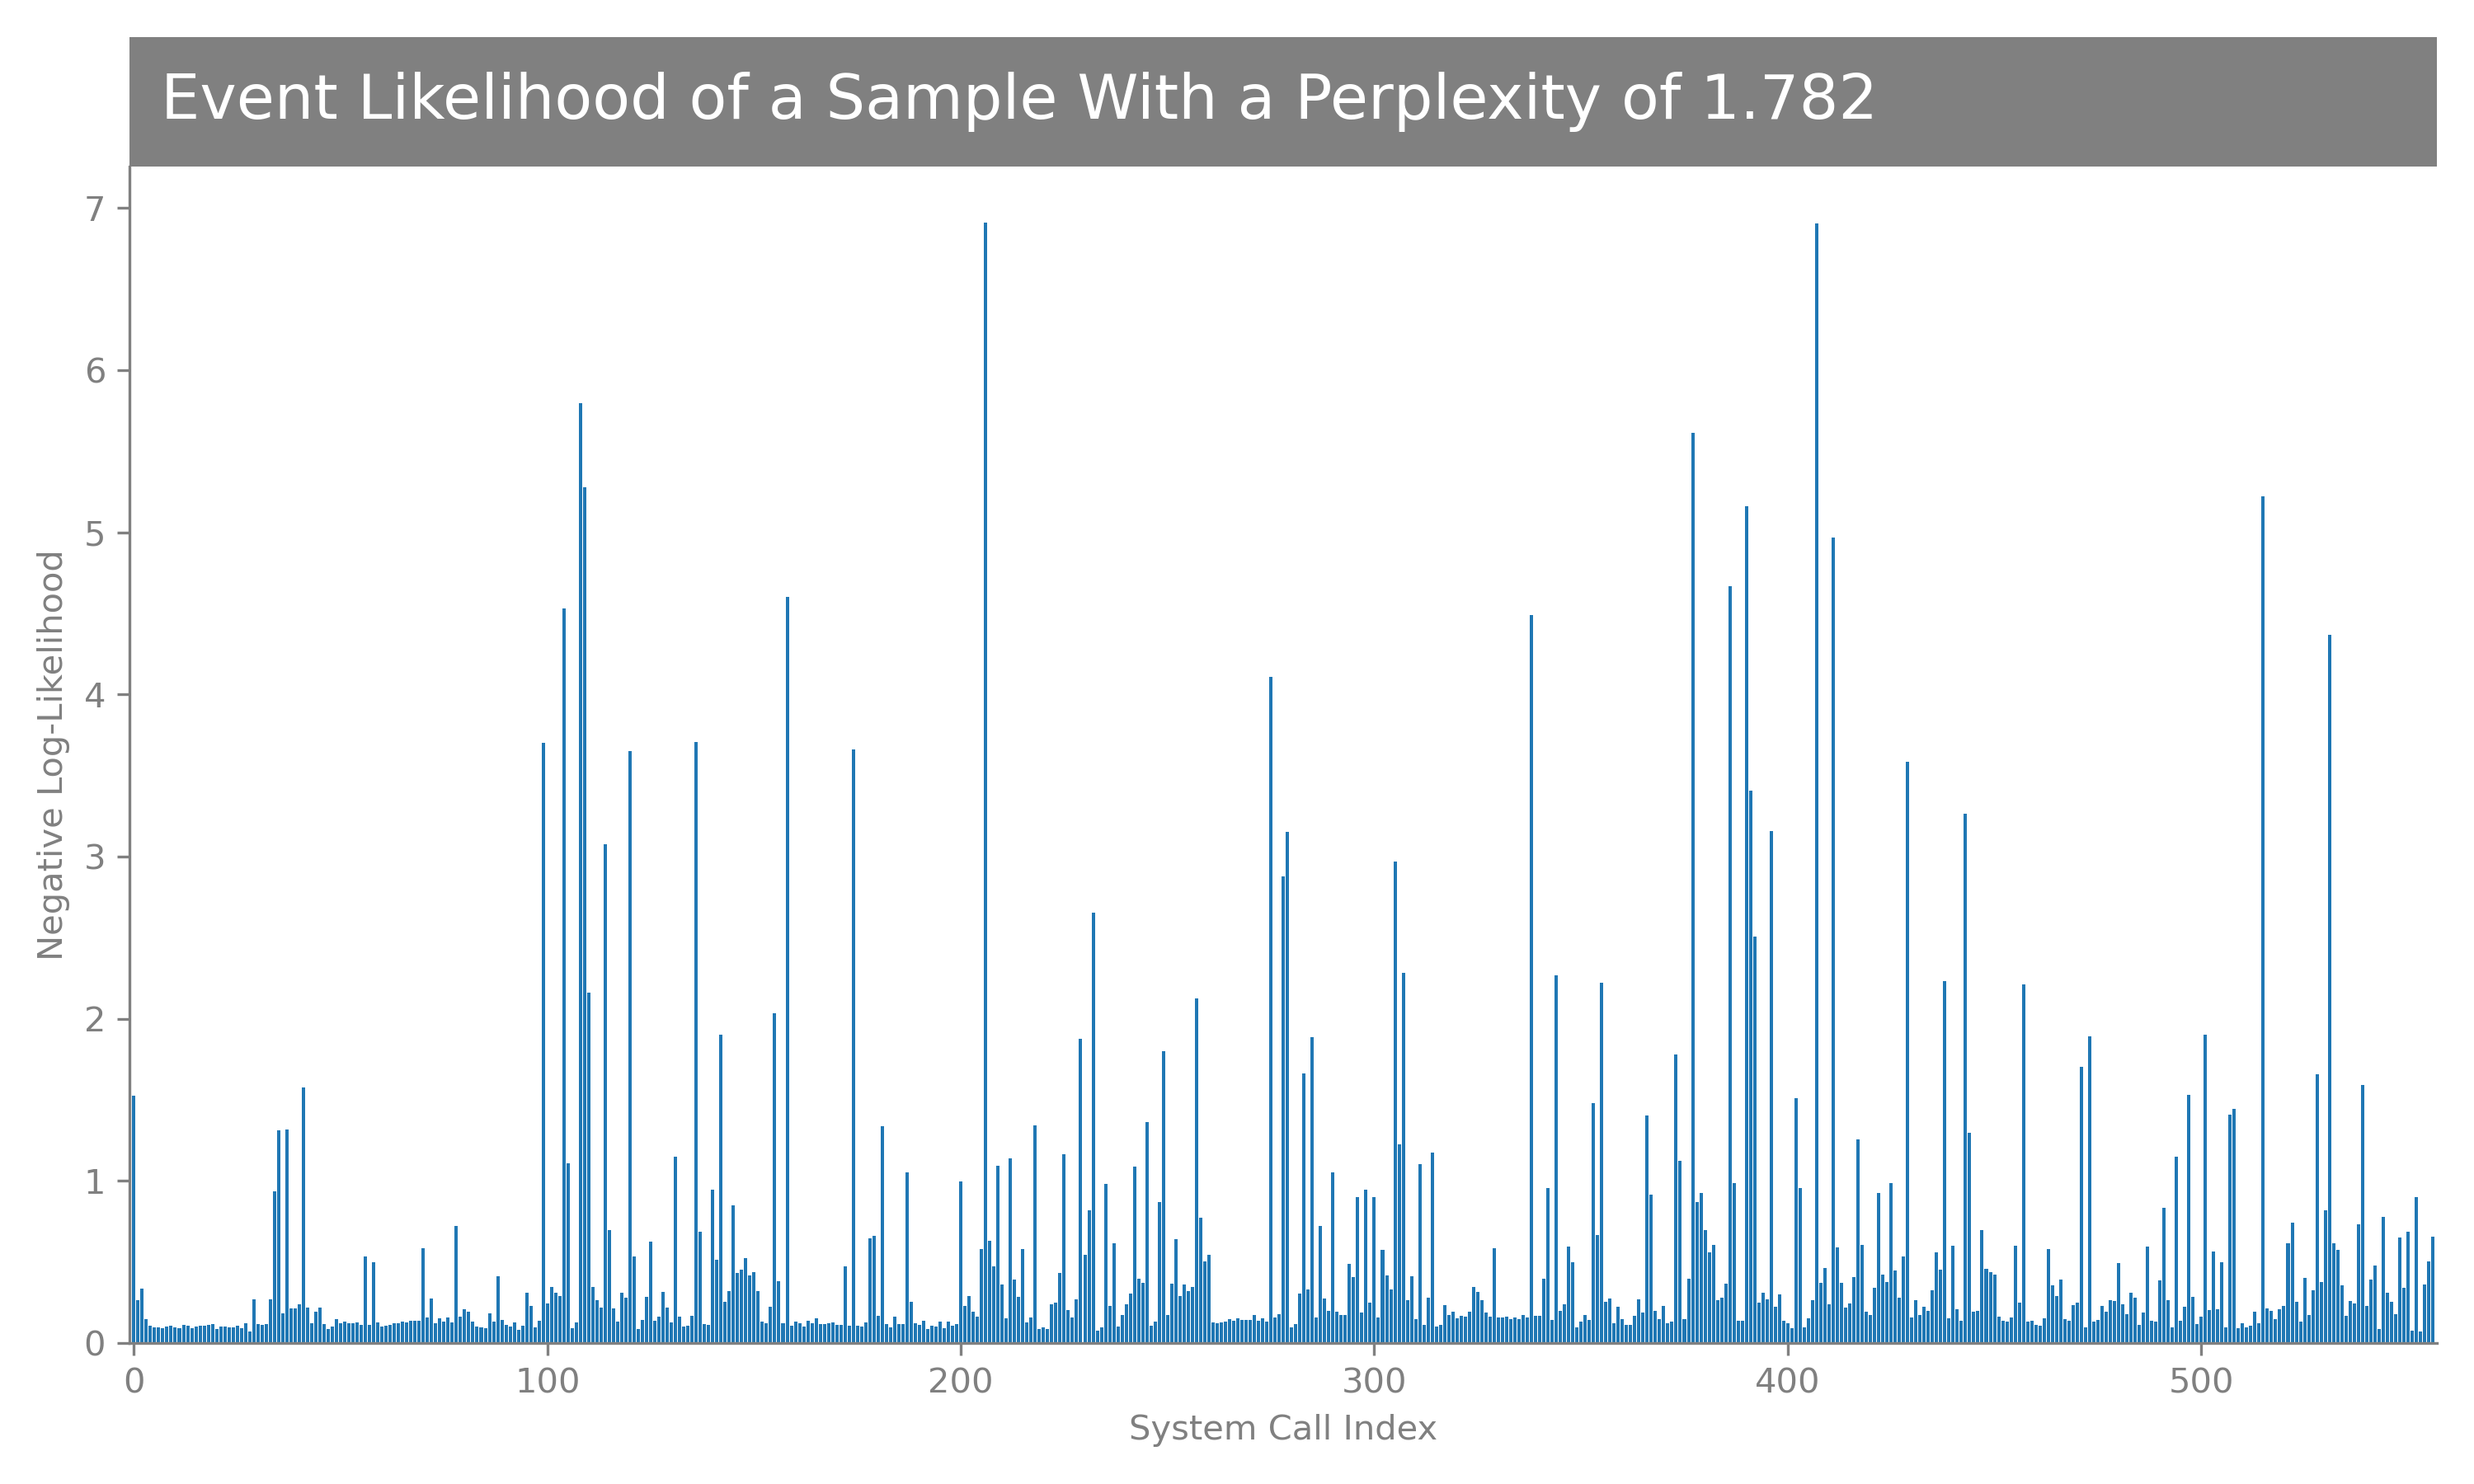 Event Likelihood of a Sample With a Perplexity of 1.782
7
6
5
4
3
2
1
0
Negative Log-Likelihood
0 100 200 300 400 500
System Call Index